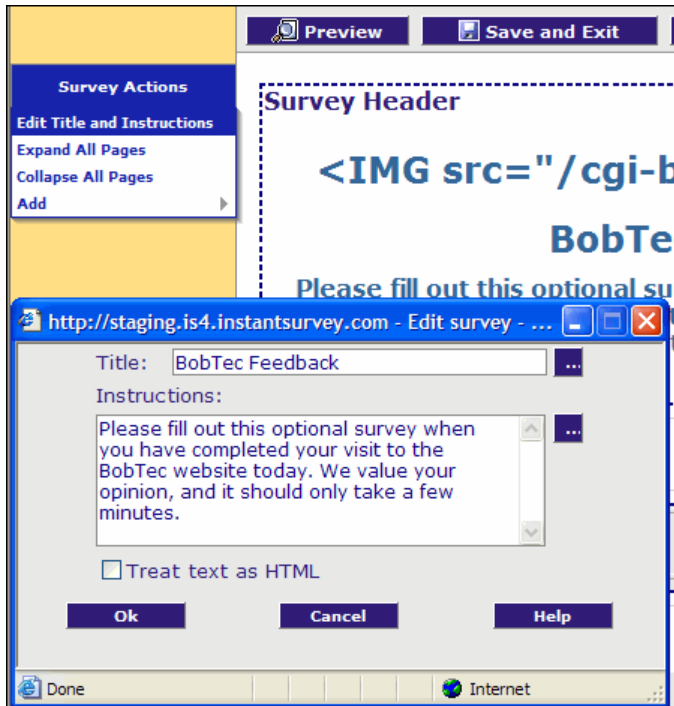 Preview
Save and Exit
Survey Actions
Edit Title and Instructions
Expand All Pages
Collapse All Pages
Add
Survey Header
<IMG src="/cgi-b
BobTe
Please fill out this optional su
http://staging.is4.instantsurvey.com - Edit survey - ...
Title: BobTec Feedback ...
Instructions:
Please fill out this optional survey when
you have completed your visit to the
BobTec website today. We value your
opinion, and it should only take a few
minutes.
...
Treat text as HTML
Ok Cancel Help
Done Internet